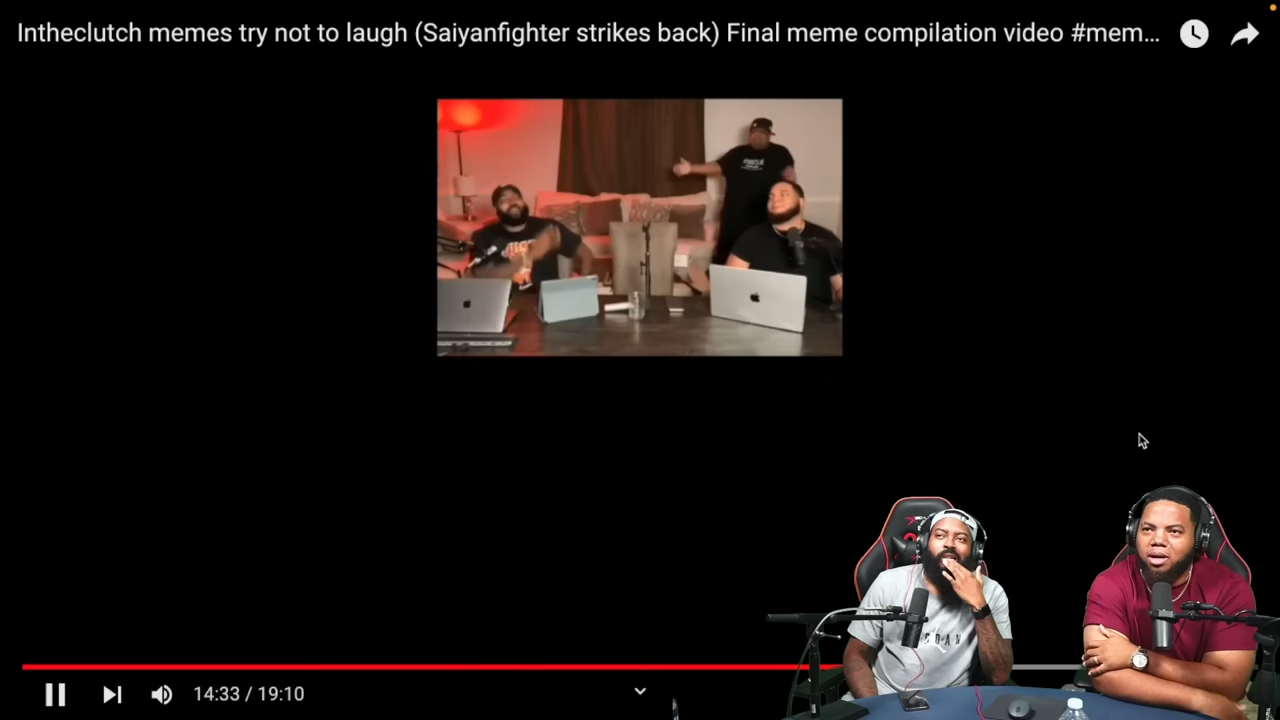 Intheclutch memes try not to laugh (Saiyanfighter strikes back) Final meme compilation video #mem...
14:33 / 19:10